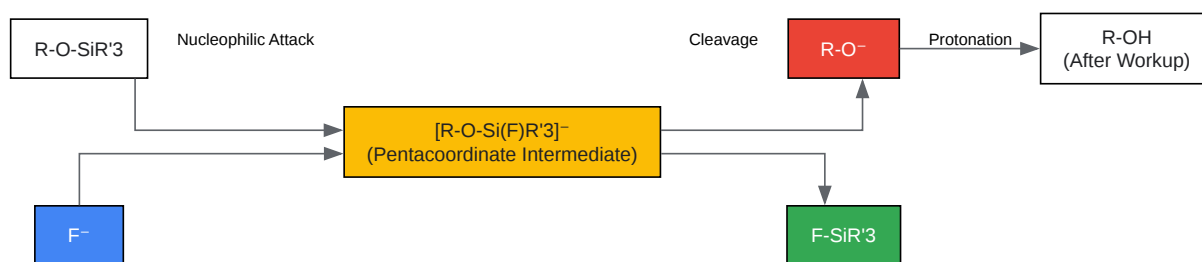 R-O-SiR'3
Nucleophilic Attack
Cleavage
R-O⁻
Protonation
R-OH
(After Workup)
[R-O-Si(F)R'3]⁻
(Pentacoordinate Intermediate)
F⁻
F-SiR'3